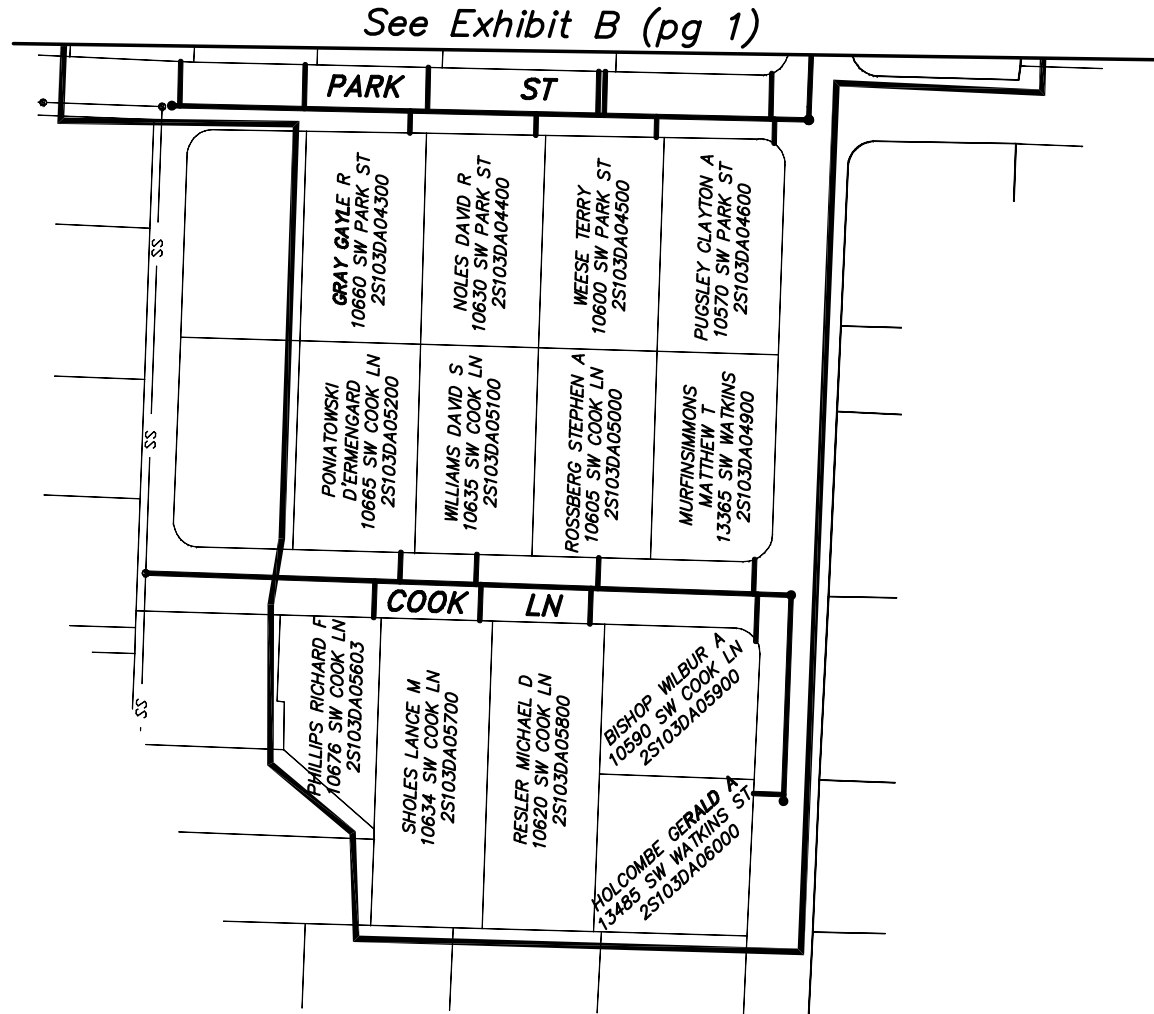 See Exhibit B (pg 1)
PARK ST
GRAY GAYLE R
10660 SW PARK ST
2S103DA04300
NOLES DAVID R
10630 SW PARK ST
2S103DA04400
WEESE TERRY
10600 SW PARK ST
2S103DA04500
PUGSLEY CLAYTON A
10570 SW PARK ST
2S103DA04600
SS
PONIATOWSKI
D'ERMENGARD
10665 SW COOK LN
2S103DA05200
WILLIAMS DAVID S
10635 SW COOK LN
2S103DA05100
ROSSBERG STEPHEN A
10605 SW COOK LN
2S103DA05000
MURFINSIMMONS
MATTHEW T
13365 SW WATKINS
2S103DA04900
SS
COOK LN
PHILLIPS RICHARD F
10676 SW COOK LN
2S103DA05603
SHOLES LANCE M
10634 SW COOK LN
2S103DA05700
RESLER MICHAEL D
10620 SW COOK LN
2S103DA05800
BISHOP WILBUR A
10590 SW COOK LN
2S103DA05900
SS
HOLCOMBE GERALD A
13485 SW WATKINS ST
2S103DA06000